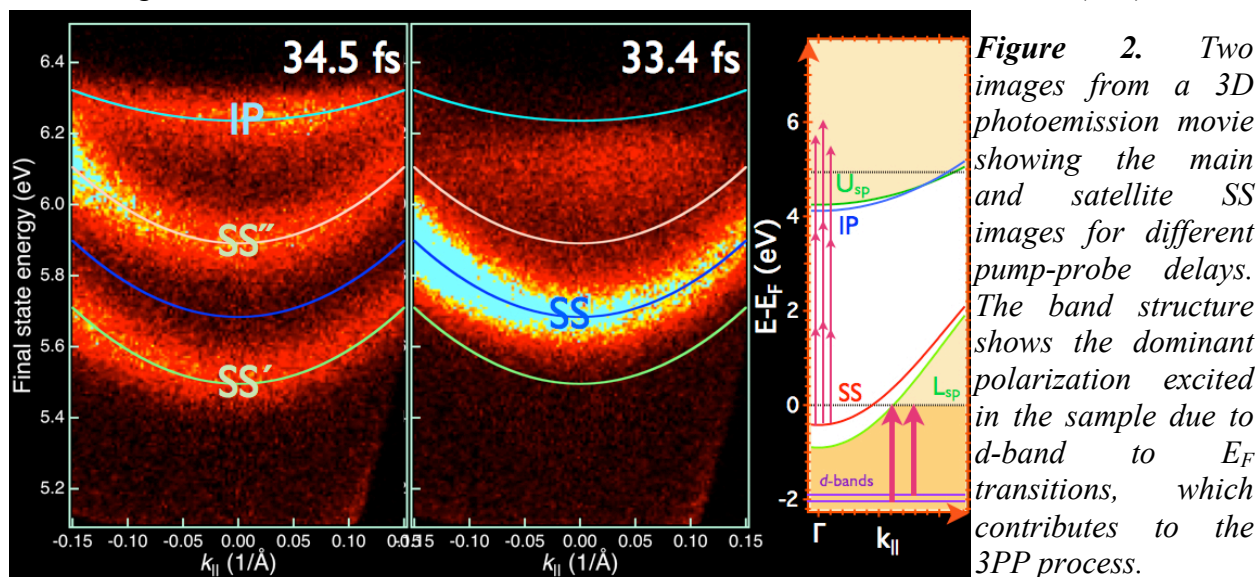 34.5 fs
33.4 fs
Final state energy (eV)
6.4
6.2
6.0
5.8
5.6
5.4
5.2
IP
SS″
SS′
SS
-0.15 -0.10 -0.05 0.00 0.05 0.10
-0.10 -0.05 0.00 0.05 0.10 0.15
k|| (1/Å)
k|| (1/Å)
E-EF (eV)
6
4
2
0
-2
Usp
IP
SS
Lsp
d-bands
Γ
k||
Figure 2. Two
images from a 3D
photoemission movie
showing the main
and satellite SS
images for different
pump-probe delays.
The band structure
shows the dominant
polarization excited
in the sample due to
d-band to EF
transitions, which
contributes to the
3PP process.